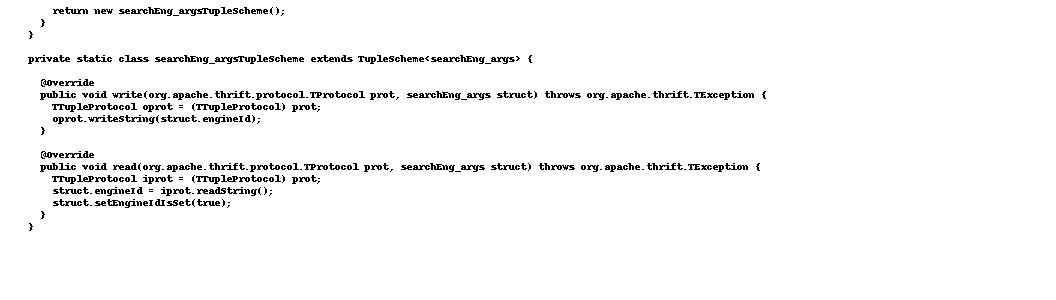 return new searchEng_argsTupleScheme();
}
}
private static class searchEng_argsTupleScheme extends TupleScheme<searchEng_args> {
@Override
public void write(org.apache.thrift.protocol.TProtocol prot, searchEng_args struct) throws org.apache.thrift.TException {
TTupleProtocol oprot = (TTupleProtocol) prot;
oprot.writeString(struct.engineId);
}
@Override
public void read(org.apache.thrift.protocol.TProtocol prot, searchEng_args struct) throws org.apache.thrift.TException {
TTupleProtocol iprot = (TTupleProtocol) prot;
struct.engineId = iprot.readString();
struct.setEngineIdIsSet(true);
}
}